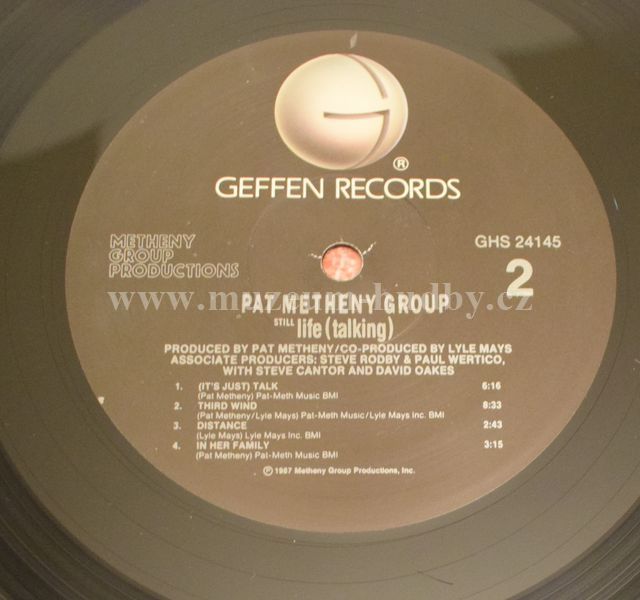 ®
GEFFEN RECORDS
METHENY
GROUP
PRODUCTIONS
GHS 24145
2
www.muzeum-hudby.cz
PAT METHENY GROUP
STILL life (talking)
PRODUCED BY PAT METHENY/CO-PRODUCED BY LYLE MAYS
ASSOCIATE PRODUCERS: STEVE RODBY & PAUL WERTICO,
WITH STEVE CANTOR AND DAVID OAKES
1. (IT'S JUST) TALK 6:16
(Pat Metheny) Pat-Meth Music BMI
2. THIRD WIND 8:33
(Pat Metheny/Lyle Mays) Pat-Metheny Music/Lyle Mays Inc. BMI
3. DISTANCE 2:43
(Lyle Mays) Lyle Mays Inc. BMI
4. IN HER FAMILY 3:15
(Pat Metheny) Pat-Meth Music BMI
℗©1987 Metheny Group Productions, Inc.